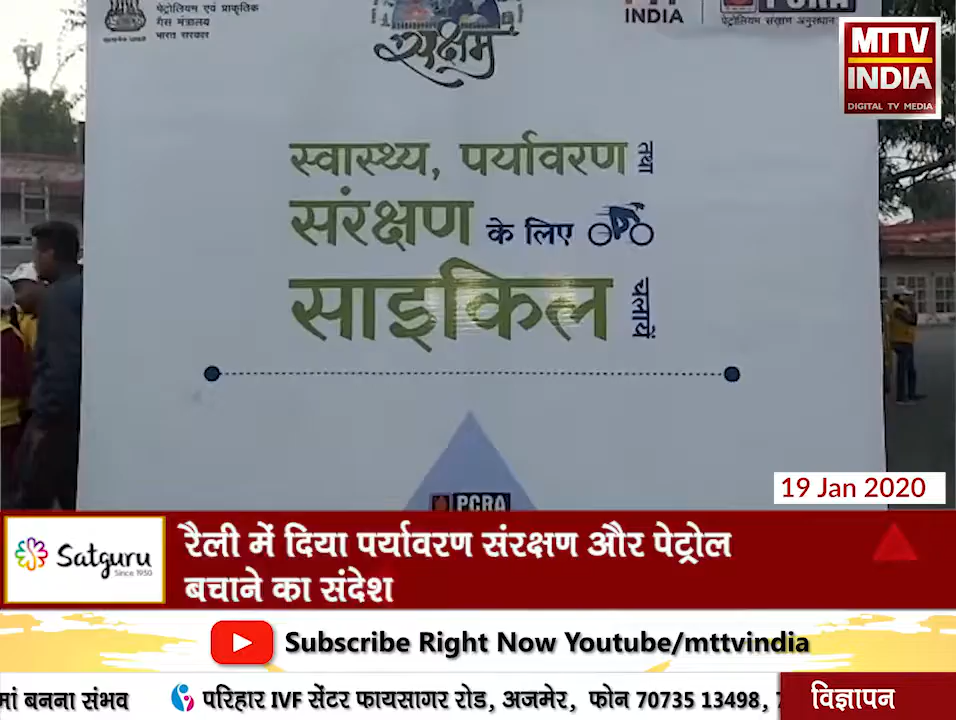 पेट्रोलियम एवं प्राकृतिक
गैस मंत्रालय
भारत सरकार
सक्षम
INDIA
PCRA
पेट्रोलियम संरक्षण अनुसंधान
MTTV
INDIA
DIGITAL TV MEDIA
स्वास्थ्य, पर्यावरण तथा
संरक्षण के लिए
साइकिल चलायें
PCRA
19 Jan 2020
Satguru
Since 1950
रैली में दिया पर्यावरण संरक्षण और पेट्रोल
बचाने का संदेश
Subscribe Right Now Youtube/mttvindia
मां बनना संभव परिहार IVF सेंटर फायसागर रोड, अजमेर, फोन 70735 13498,
विज्ञापन